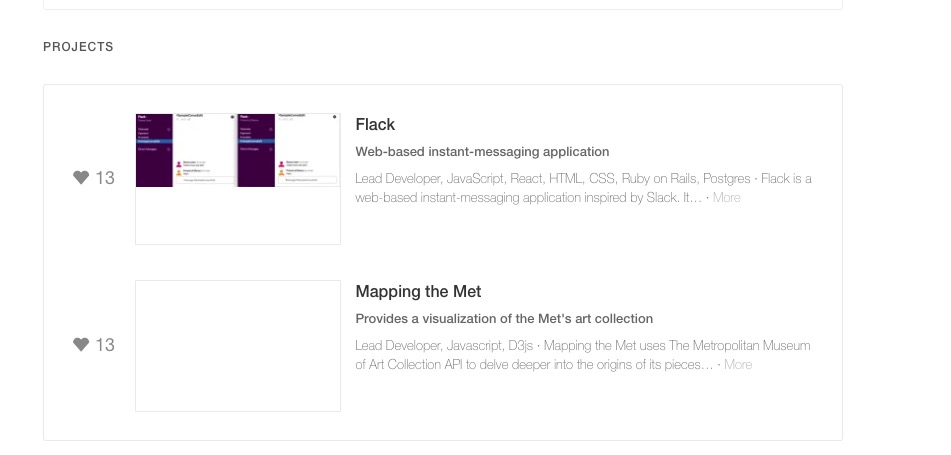 PROJECTS
13
Flack
Web-based instant-messaging application
Lead Developer, JavaScript, React, HTML, CSS, Ruby on Rails, Postgres · Flack is a
web-based instant-messaging application inspired by Slack. It… · More
13
Mapping the Met
Provides a visualization of the Met's art collection
Lead Developer, Javascript, D3js · Mapping the Met uses The Metropolitan Museum
of Art Collection API to delve deeper into the origins of its pieces… · More